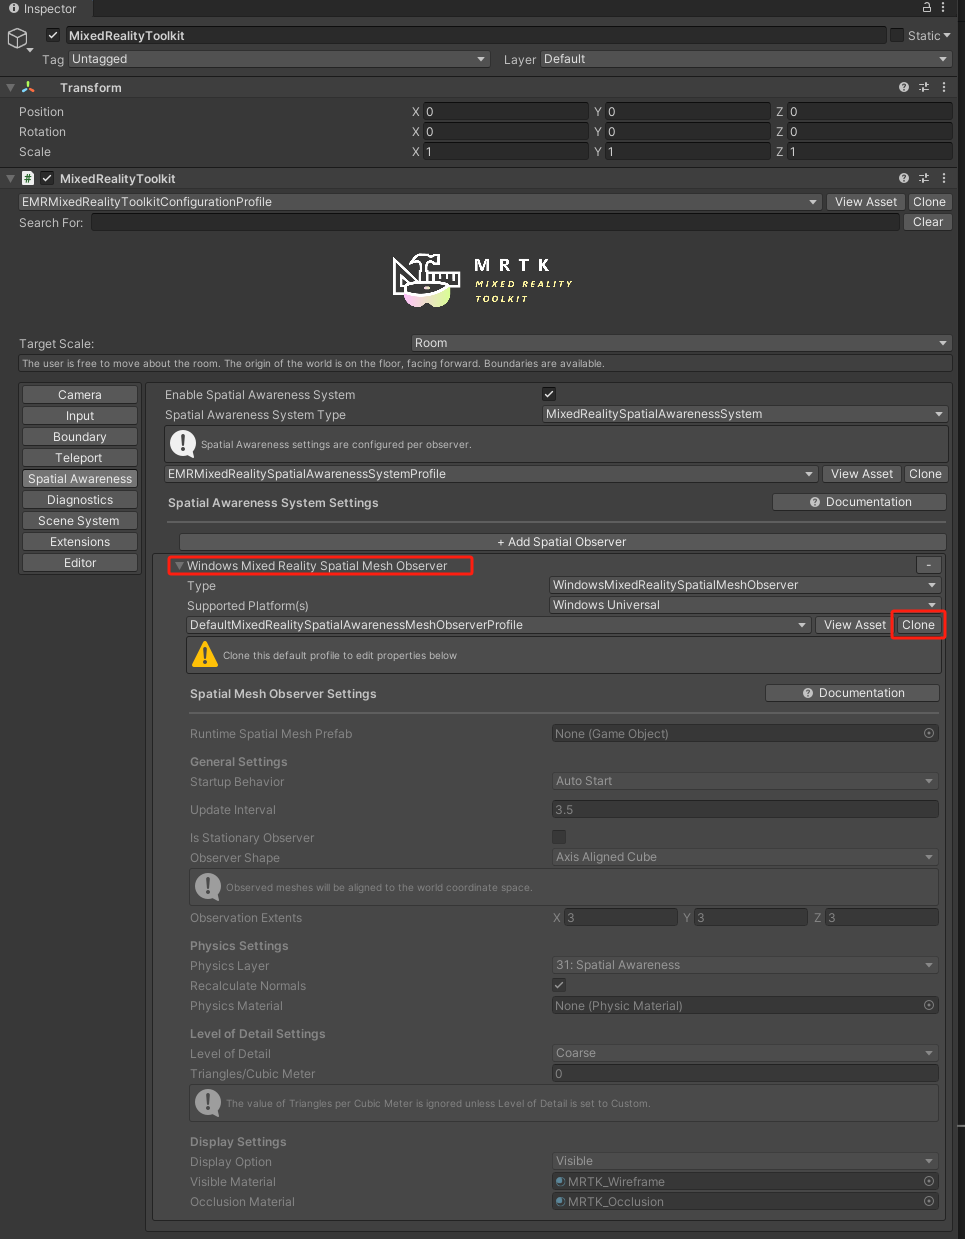 Inspector
MixedRealityToolkit
Static
Tag Untagged Layer Default
Transform
Position X 0 Y 0 Z 0
Rotation X 0 Y 0 Z 0
Scale X 1 Y 1 Z 1
# MixedRealityToolkit
EMRMixedRealityToolkitConfigurationProfile View Asset Clone
Search For: Clear
MRTK
MIXED REALITY
TOOLKIT
Target Scale: Room
The user is free to move about the room. The origin of the world is on the floor, facing forward. Boundaries are available.
Camera
Input
Boundary
Teleport
Spatial Awareness
Diagnostics
Scene System
Extensions
Editor
Enable Spatial Awareness System
Spatial Awareness System Type MixedRealitySpatialAwarenessSystem
Spatial Awareness settings are configured per observer.
EMRMixedRealitySpatialAwarenessSystemProfile View Asset Clone
Spatial Awareness System Settings Documentation
+ Add Spatial Observer
Windows Mixed Reality Spatial Mesh Observer -
Type WindowsMixedRealitySpatialMeshObserver
Supported Platform(s) Windows Universal
DefaultMixedRealitySpatialAwarenessMeshObserverProfile View Asset Clone
Clone this default profile to edit properties below
Spatial Mesh Observer Settings Documentation
Runtime Spatial Mesh Prefab None (Game Object)
General Settings
Startup Behavior Auto Start
Update Interval 3.5
Is Stationary Observer
Observer Shape Axis Aligned Cube
Observed meshes will be aligned to the world coordinate space.
Observation Extents X 3 Y 3 Z 3
Physics Settings
Physics Layer 31: Spatial Awareness
Recalculate Normals
Physics Material None (Physic Material)
Level of Detail Settings
Level of Detail Coarse
Triangles/Cubic Meter 0
The value of Triangles per Cubic Meter is ignored unless Level of Detail is set to Custom.
Display Settings
Display Option Visible
Visible Material MRTK_Wireframe
Occlusion Material MRTK_Occlusion